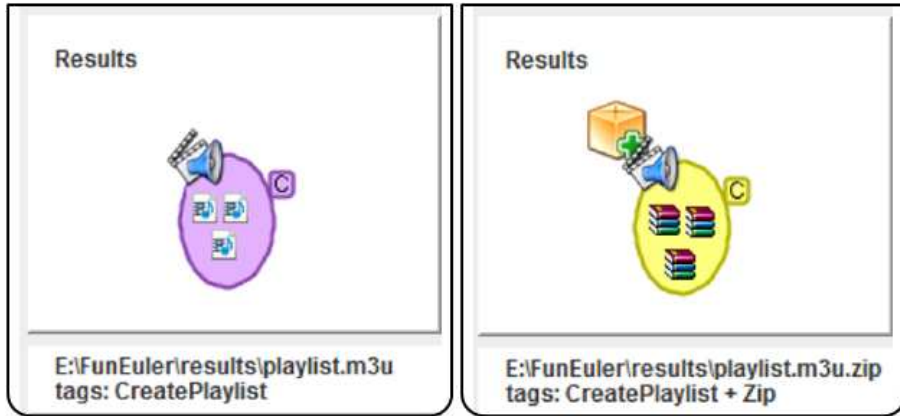 Results
C
E:\FunEuler\results\playlist.m3u
tags: CreatePlaylist
Results
C
E:\FunEuler\results\playlist.m3u.zip
tags: CreatePlaylist + Zip